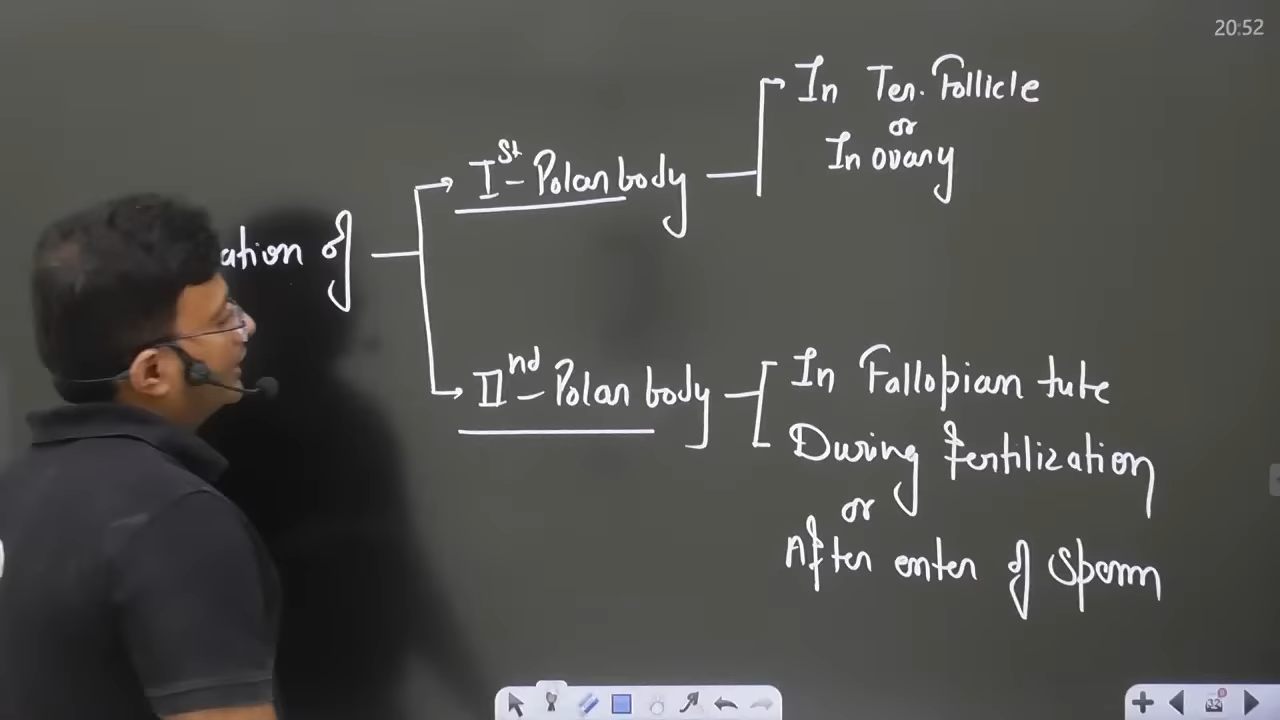 20:52
In Ter. Follicle
or
In ovary
Ist - Polar body
ation of
IInd - Polar body
In Fallopian tube
During fertilization
or
After enter of sperm
32